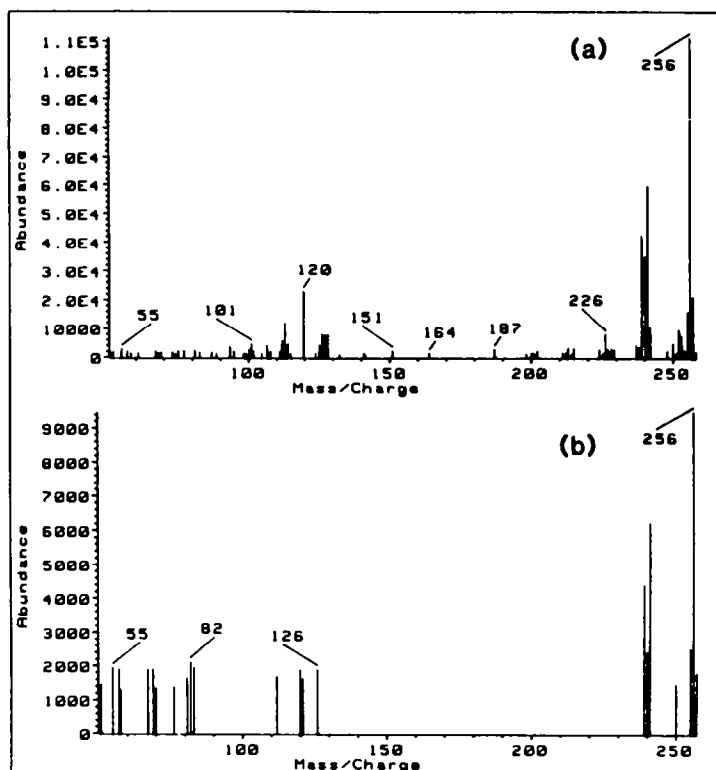 (a)
1.1E5
1.0E5
9.0E4
8.0E4
7.0E4
6.0E4
5.0E4
4.0E4
3.0E4
2.0E4
10000
0
Abundance
256
120
101
55
151
164
187
226
100
150
200
250
Mass/Charge
(b)
9000
8000
7000
6000
5000
4000
3000
2000
1000
0
Abundance
256
55
82
126
100
150
200
250
Mass/Charge